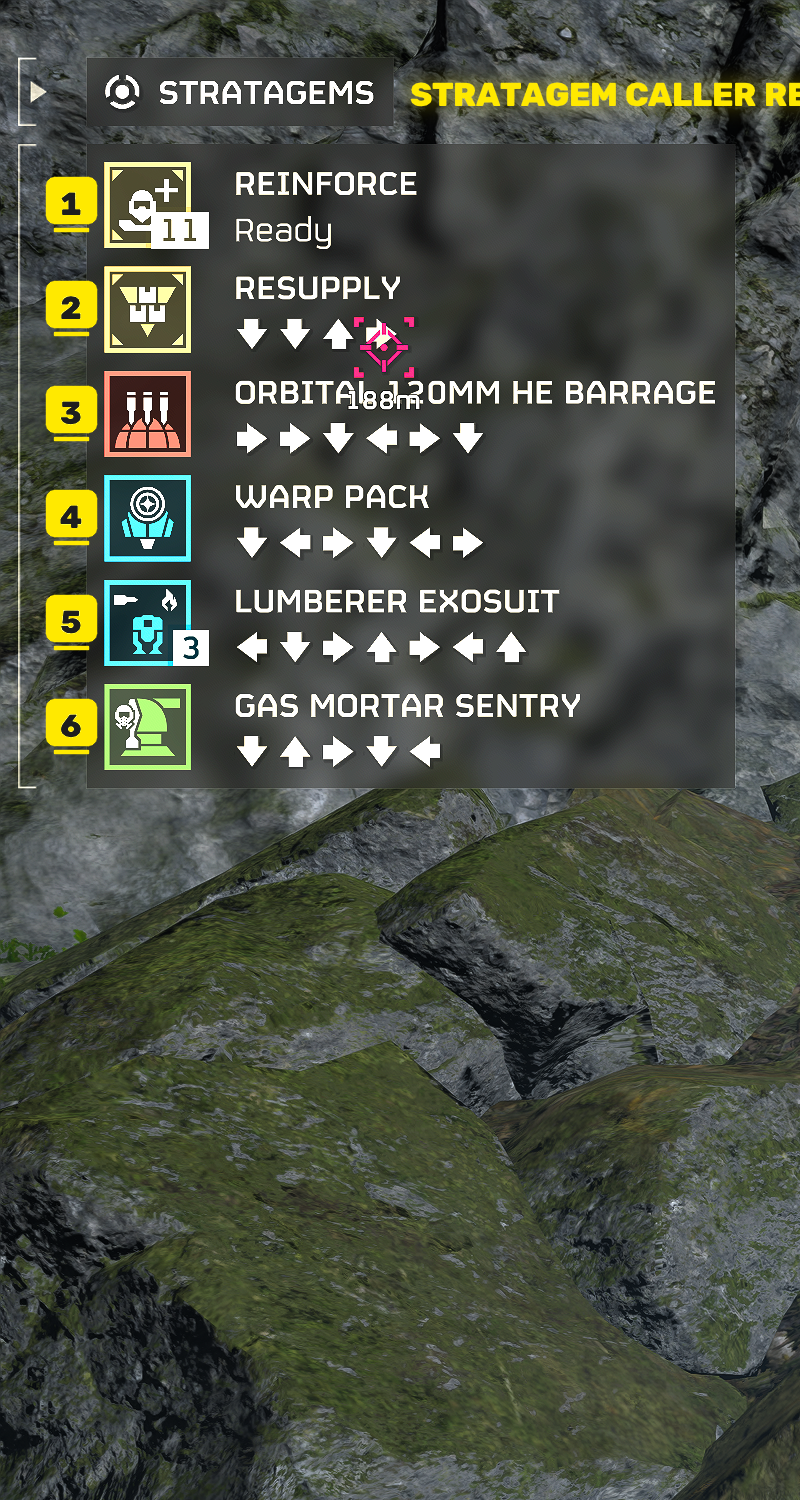 STRATAGEMS STRATAGEM CALLER RE
1 REINFORCE
11 Ready
2 RESUPPLY
188m
3 ORBITAL 120MM HE BARRAGE
4 WARP PACK
5 LUMBERER EXOSUIT
3
6 GAS MORTAR SENTRY